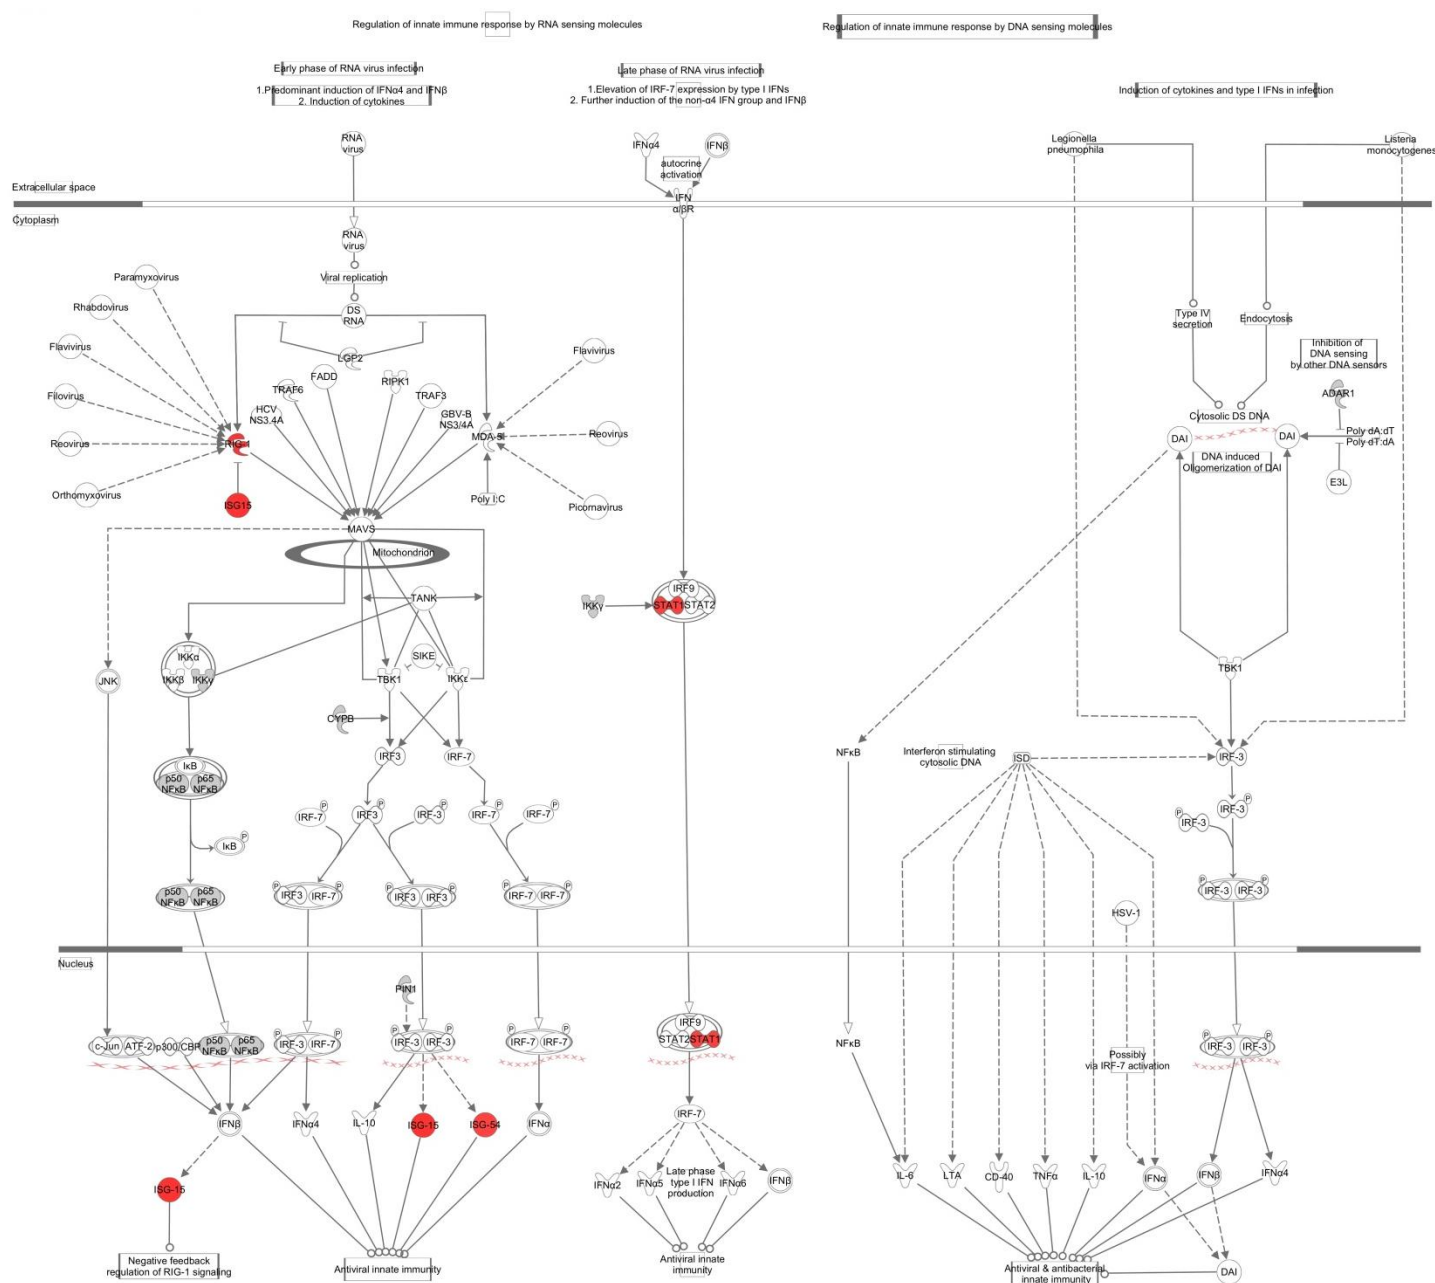 Regulation of innate immune response by RNA sensing molecules
Regulation of innate immune response by DNA sensing molecules
Early phase of RNA virus infection
1.Predominant induction of IFNα4 and IFNβ
2. Induction of cytokines
Late phase of RNA virus infection
1.Elevation of IRF-7 expression by type I IFNs
2. Further induction of the non-α4 IFN group and IFNβ
Induction of cytokines and type I IFNs in infection
RNA
virus
IFNα4
IFNβ
autocrine
activation
Legionella
pneumophila
Listeria
monocytogenes
Extracellular space
IFN
α/βR
Cytoplasm
RNA
virus
Viral replication
Paramyxovirus
Rhabdovirus
DS
RNA
Type IV
secretion
Endocytosis
Flavivirus
LGP2
Flavivirus
Inhibition of
DNA sensing
by other DNA sensors
Filovirus
TRAF6
FADD
RIPK1
TRAF3
ADAR1
HCV
NS3.4A
GBV-B
NS3/4A
Cytosolic DS DNA
Reovirus
RIG-1
MDA-5
Reovirus
DAI
DAI
Poly dA:dT
Poly dT:dA
DNA induced
Oligomerization of DAI
Orthomyxovirus
ISG15
Poly I:C
Picornavirus
E3L
MAVS
Mitochondrion
TANK
IKKγ
IRF9
STAT1
STAT2
IKKα
IKKβ
IKKγ
SIKE
JNK
TBK1
IKKε
TBK1
CYPB
IRF3
IRF-7
NFκB
Interferon stimulating
cytosolic DNA
ISD
IRF-3
IκB
p50
NFκB
p65
NFκB
IRF-7
P
IRF3
P
IRF-3
P
IRF-7
P
IRF-7
P
IRF-3
P
IRF-3
P
IκB
P
p50
NFκB
p65
NFκB
P
IRF3
IRF-7
P
P
IRF3
IRF3
P
P
IRF-7
IRF-7
P
P
IRF-3
IRF-3
P
HSV-1
Nucleus
PIN1
c-Jun
ATF-2
p300/CBP
p50
NFκB
p65
NFκB
P
IRF-3
IRF-7
P
P
IRF-3
IRF-3
P
P
IRF-7
IRF-7
P
IRF9
STAT2
STAT1
NFκB
P
IRF-3
IRF-3
P
Possibly
via IRF-7 activation
IFNβ
IFNα4
IL-10
ISG-15
ISG-54
IFNα
IRF-7
ISG-15
IFNα2
IFNα5
Late phase
type I IFN
production
IFNα6
IFNβ
IL-6
LTA
CD-40
TNFα
IL-10
IFNα
IFNβ
IFNα4
Negative feedback
regulation of RIG-1 signaling
Antiviral innate immunity
Antiviral innate
immunity
Antiviral & antibacterial
innate immunity
DAI